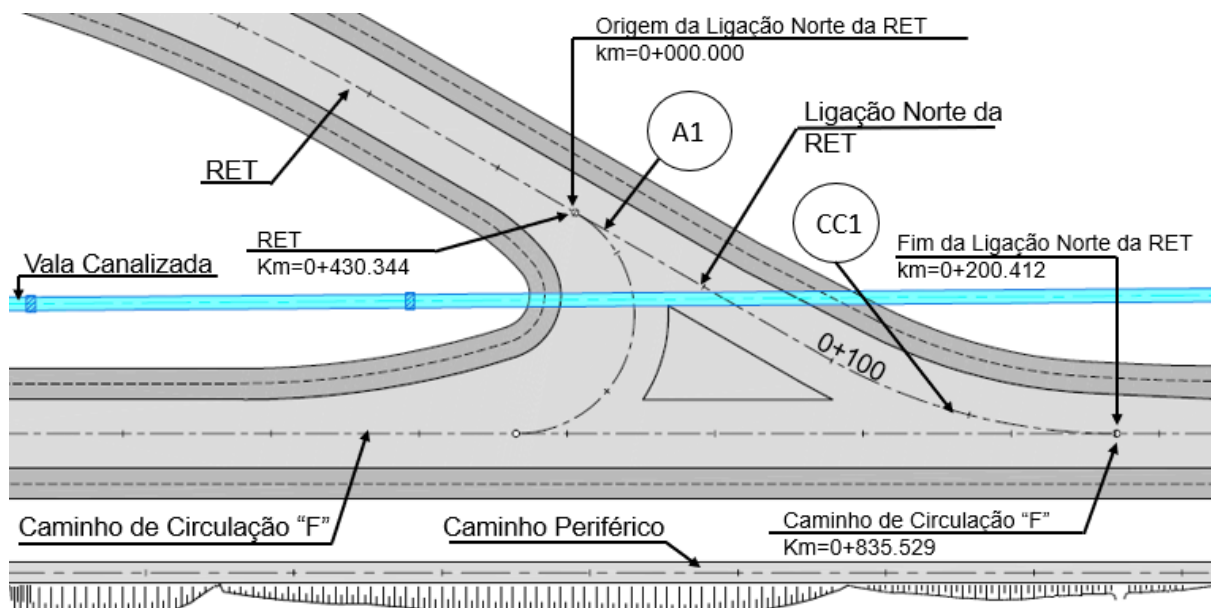 Origem da Ligação Norte da RET
km=0+000.000
A1
Ligação Norte da
RET
RET
CC1
RET
Km=0+430.344
Fim da Ligação Norte da RET
km=0+200.412
Vala Canalizada
0+100
Caminho de Circulação “F”
Caminho Periférico
Caminho de Circulação “F”
Km=0+835.529